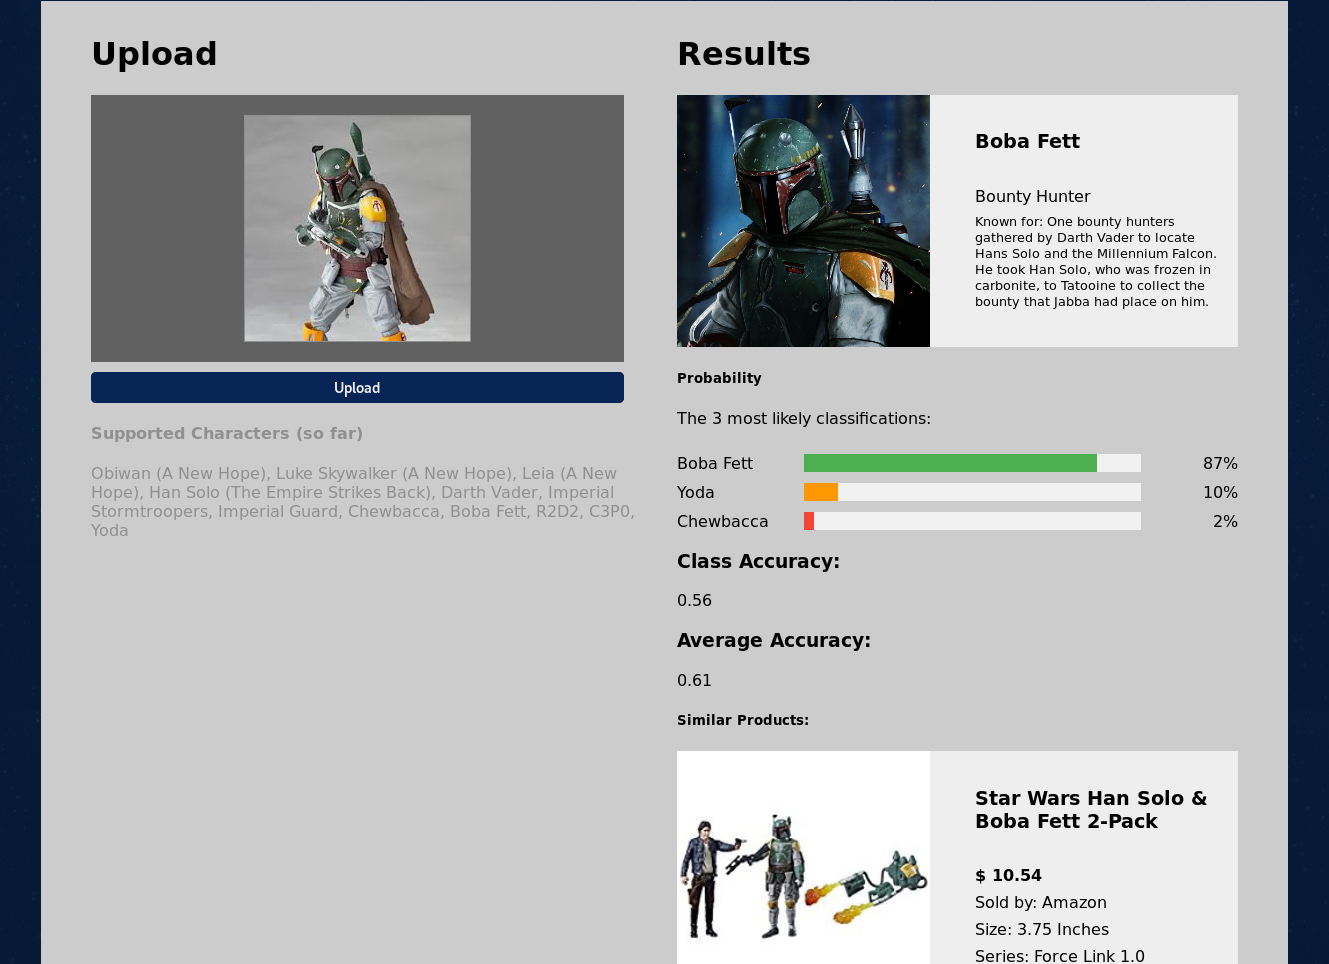 Upload
Upload
Supported Characters (so far)
Obiwan (A New Hope), Luke Skywalker (A New Hope), Leia (A New
Hope), Han Solo (The Empire Strikes Back), Darth Vader, Imperial
Stormtroopers, Imperial Guard, Chewbacca, Boba Fett, R2D2, C3P0,
Yoda
Results
Boba Fett
Bounty Hunter
Known for: One bounty hunters
gathered by Darth Vader to locate
Hans Solo and the Millennium Falcon.
He took Han Solo, who was frozen in
carbonite, to Tatooine to collect the
bounty that Jabba had place on him.
Probability
The 3 most likely classifications:
Boba Fett 87%
Yoda 10%
Chewbacca 2%
Class Accuracy:
0.56
Average Accuracy:
0.61
Similar Products:
Star Wars Han Solo &
Boba Fett 2-Pack
$ 10.54
Sold by: Amazon
Size: 3.75 Inches
Series: Force Link 1.0